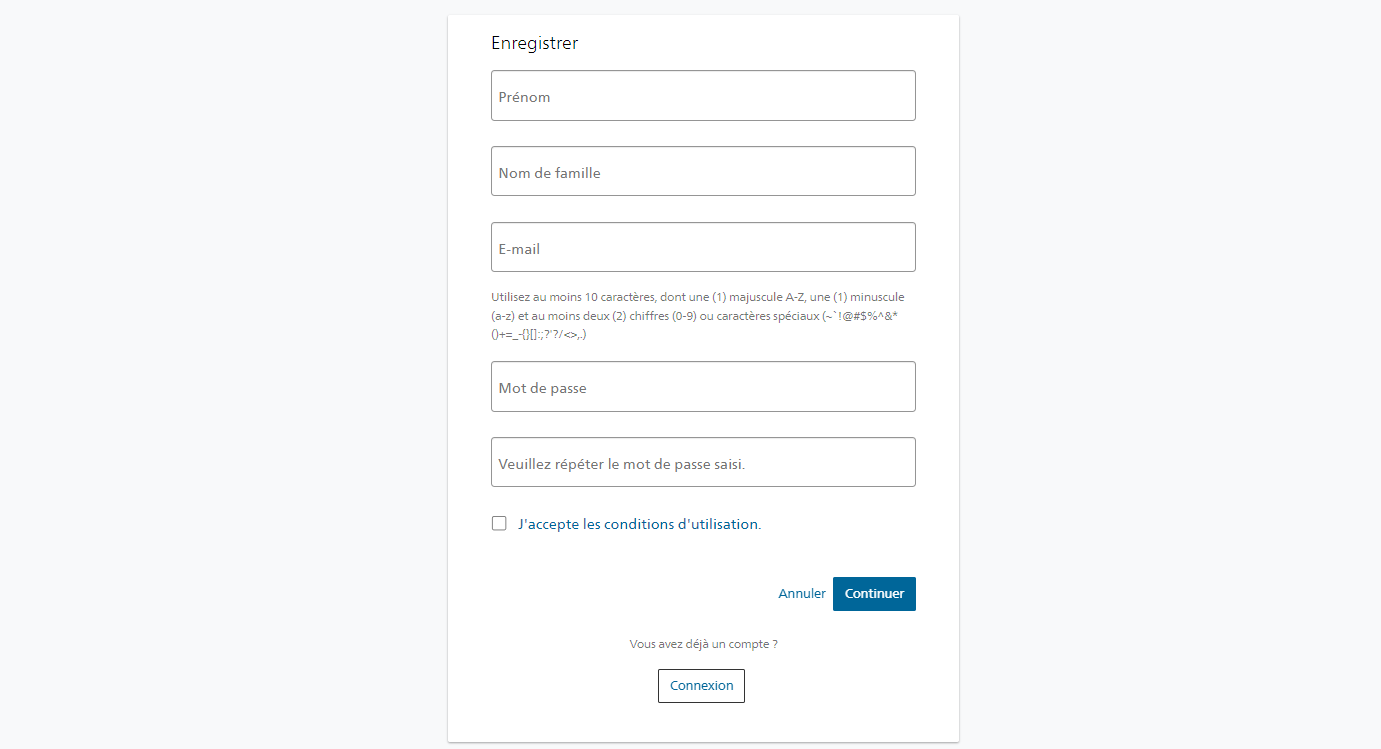 Enregistrer
Prénom
Nom de famille
E-mail
Utilisez au moins 10 caractères, dont une (1) majuscule A-Z, une (1) minuscule
(a-z) et au moins deux (2) chiffres (0-9) ou caractères spéciaux (~`!@#$%^&*
()+=_-{}[]:;?'?/<>,.)
Mot de passe
Veuillez répéter le mot de passe saisi.
J'accepte les conditions d'utilisation.
Annuler Continuer
Vous avez déjà un compte ?
Connexion